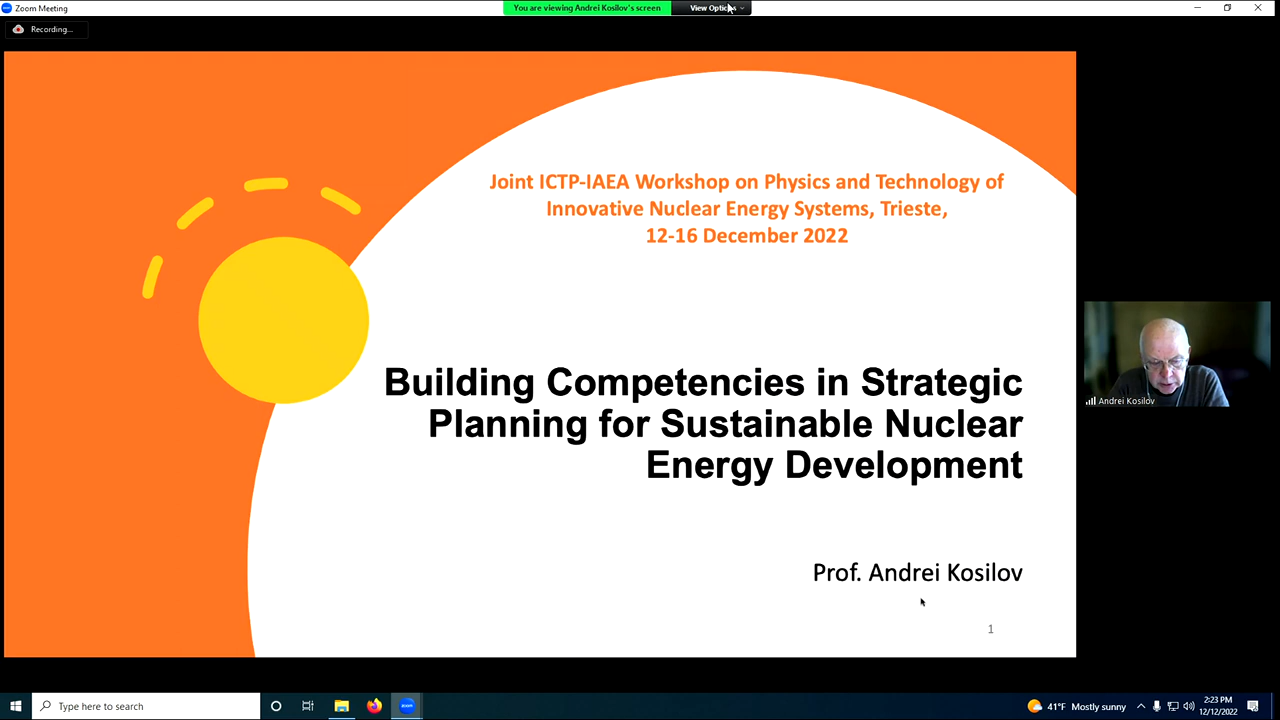 Zoom Meeting
You are viewing Andrei Kosilov's screen
View Options
Recording...
Joint ICTP-IAEA Workshop on Physics and Technology of
Innovative Nuclear Energy Systems, Trieste,
12-16 December 2022
Building Competencies in Strategic
Planning for Sustainable Nuclear
Energy Development
Prof. Andrei Kosilov
1
Andrei Kosilov
Type here to search
zoom
41°F Mostly sunny
2:23 PM
12/12/2022